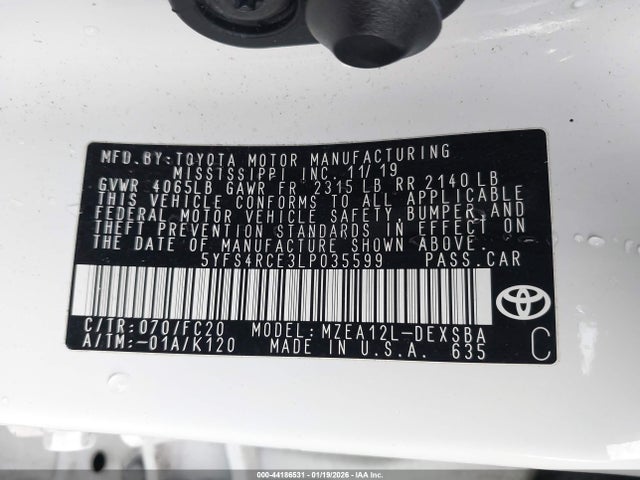 MFD.BY:TOYOTA MOTOR MANUFACTURING
MISSISSIPPI INC. 11/19
GVWR 4065LB GAWR FR 2315 LB RR 2140LB
THIS VEHICLE CONFORMS TO ALL APPLICABLE
FEDERAL MOTOR VEHICLE SAFETY,BUMPER,AND
THEFT PREVENTION STANDARDS IN EFFECT ON
THE DATE OF MANUFACTURE SHOWN ABOVE.
5YFS4RCE3LP035599 PASS.CAR
C/TR:070/FC20 MODEL:MZEA12L-DEXSBA
A/TM:-01A/K120 MADE IN U.S.A. 635
C
000-44186531 - 01/19/2026 - IAA Inc.